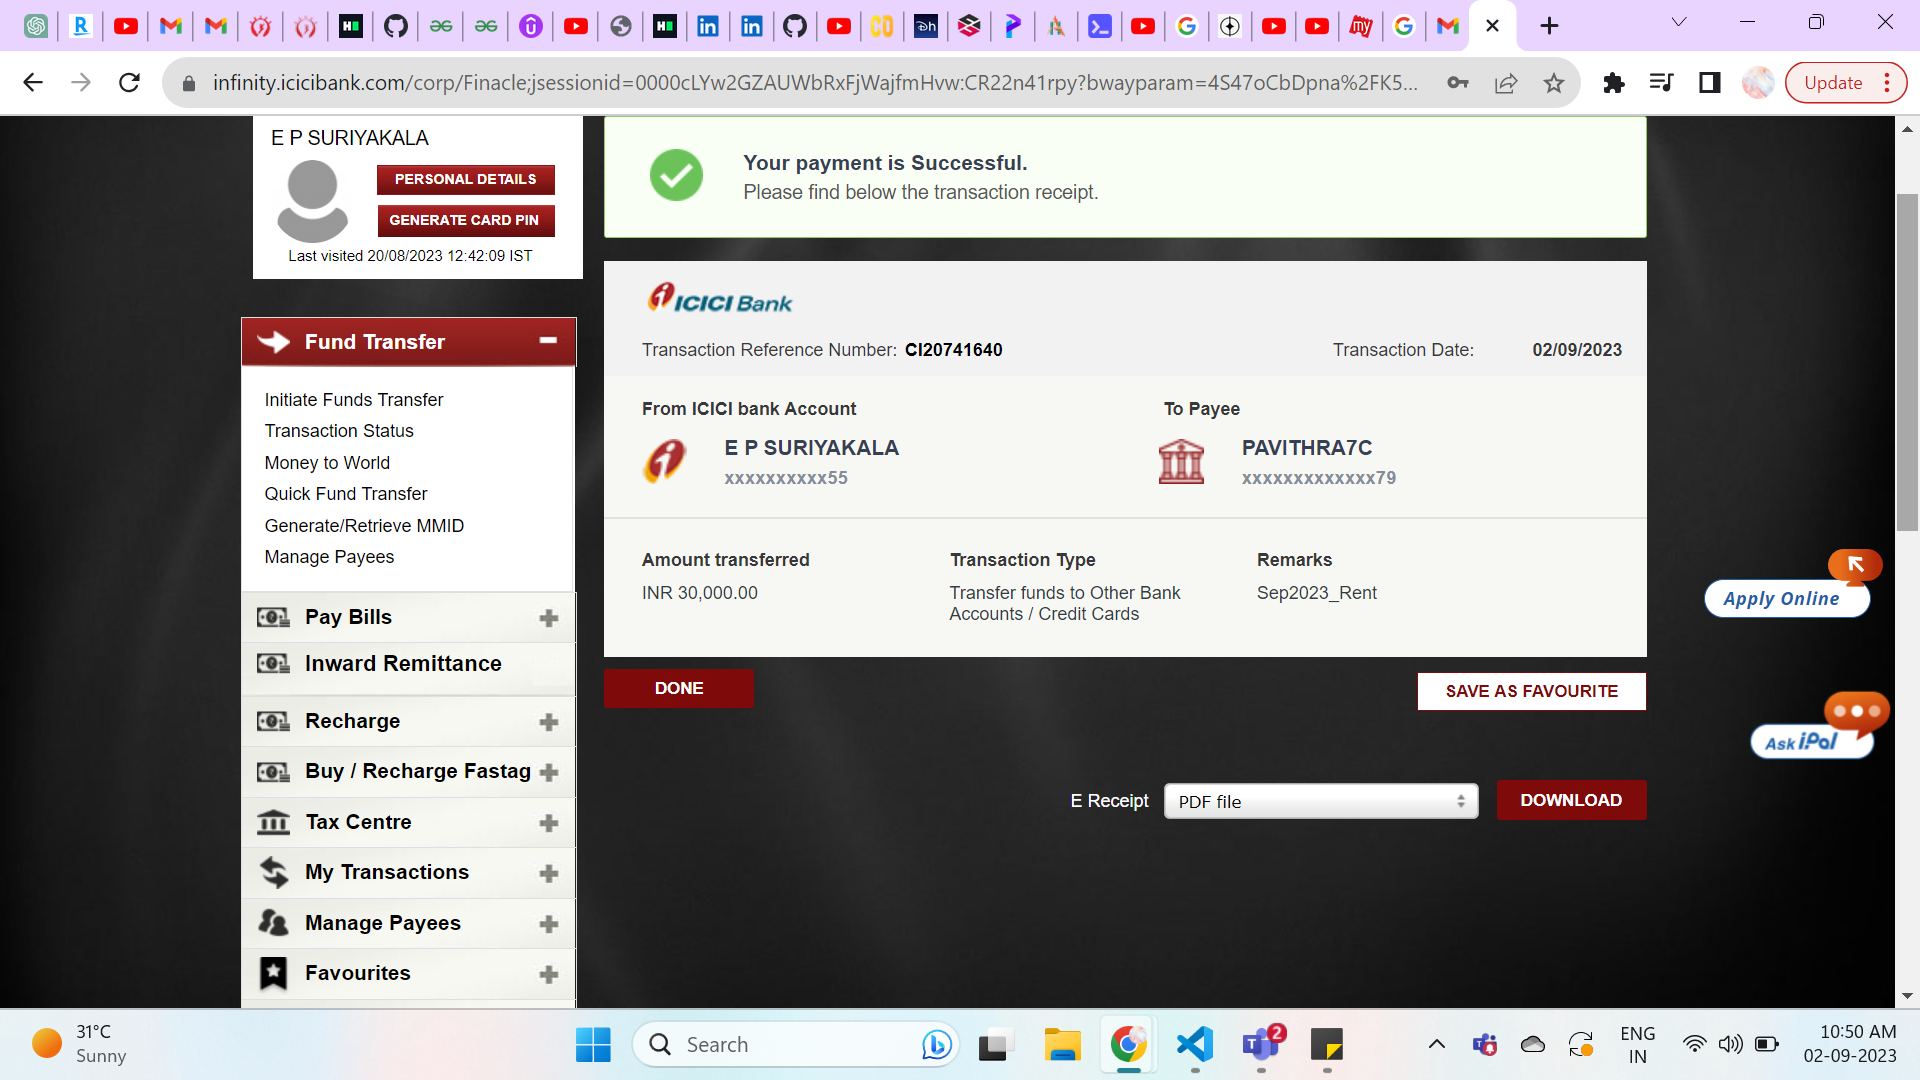 infinity.icicibank.com/corp/Finacle;jsessionid=0000cLYw2GZAUWbRxFjWajfmHvw:CR22n41rpy?bwayparam=4S47oCbDpna%2FK5...
Update
E P SURIYAKALA
PERSONAL DETAILS
GENERATE CARD PIN
Last visited 20/08/2023 12:42:09 IST
Your payment is Successful.
Please find below the transaction receipt.
ICICI Bank
Transaction Reference Number: CI20741640
Transaction Date: 02/09/2023
From ICICI bank Account
To Payee
E P SURIYAKALA
xxxxxxxxxx55
PAVITHRA7C
xxxxxxxxxxxxx79
Amount transferred
INR 30,000.00
Transaction Type
Transfer funds to Other Bank
Accounts / Credit Cards
Remarks
Sep2023_Rent
DONE
SAVE AS FAVOURITE
E Receipt
PDF file
DOWNLOAD
Fund Transfer
Initiate Funds Transfer
Transaction Status
Money to World
Quick Fund Transfer
Generate/Retrieve MMID
Manage Payees
Pay Bills
Inward Remittance
Recharge
Buy / Recharge Fastag
Tax Centre
My Transactions
Manage Payees
Favourites
Apply Online
Ask iPal
31°C
Sunny
Search
2
ENG
IN
10:50 AM
02-09-2023